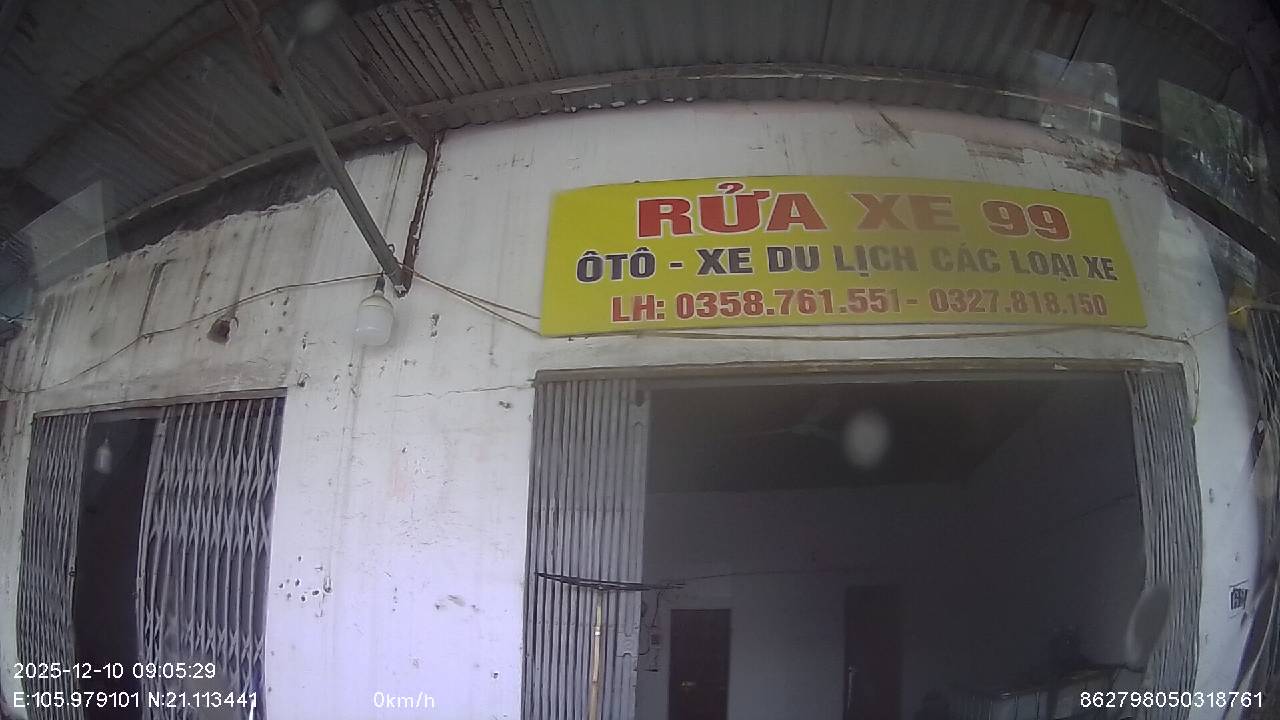 RỬA XE 99
ÔTÔ - XE DU LỊCH CÁC LOẠI XE
LH: 0358.761.551 - 0327.818.150
2025-12-10 09:05:29
E:105.979101 N:21.113441 0km/h 862798050318761